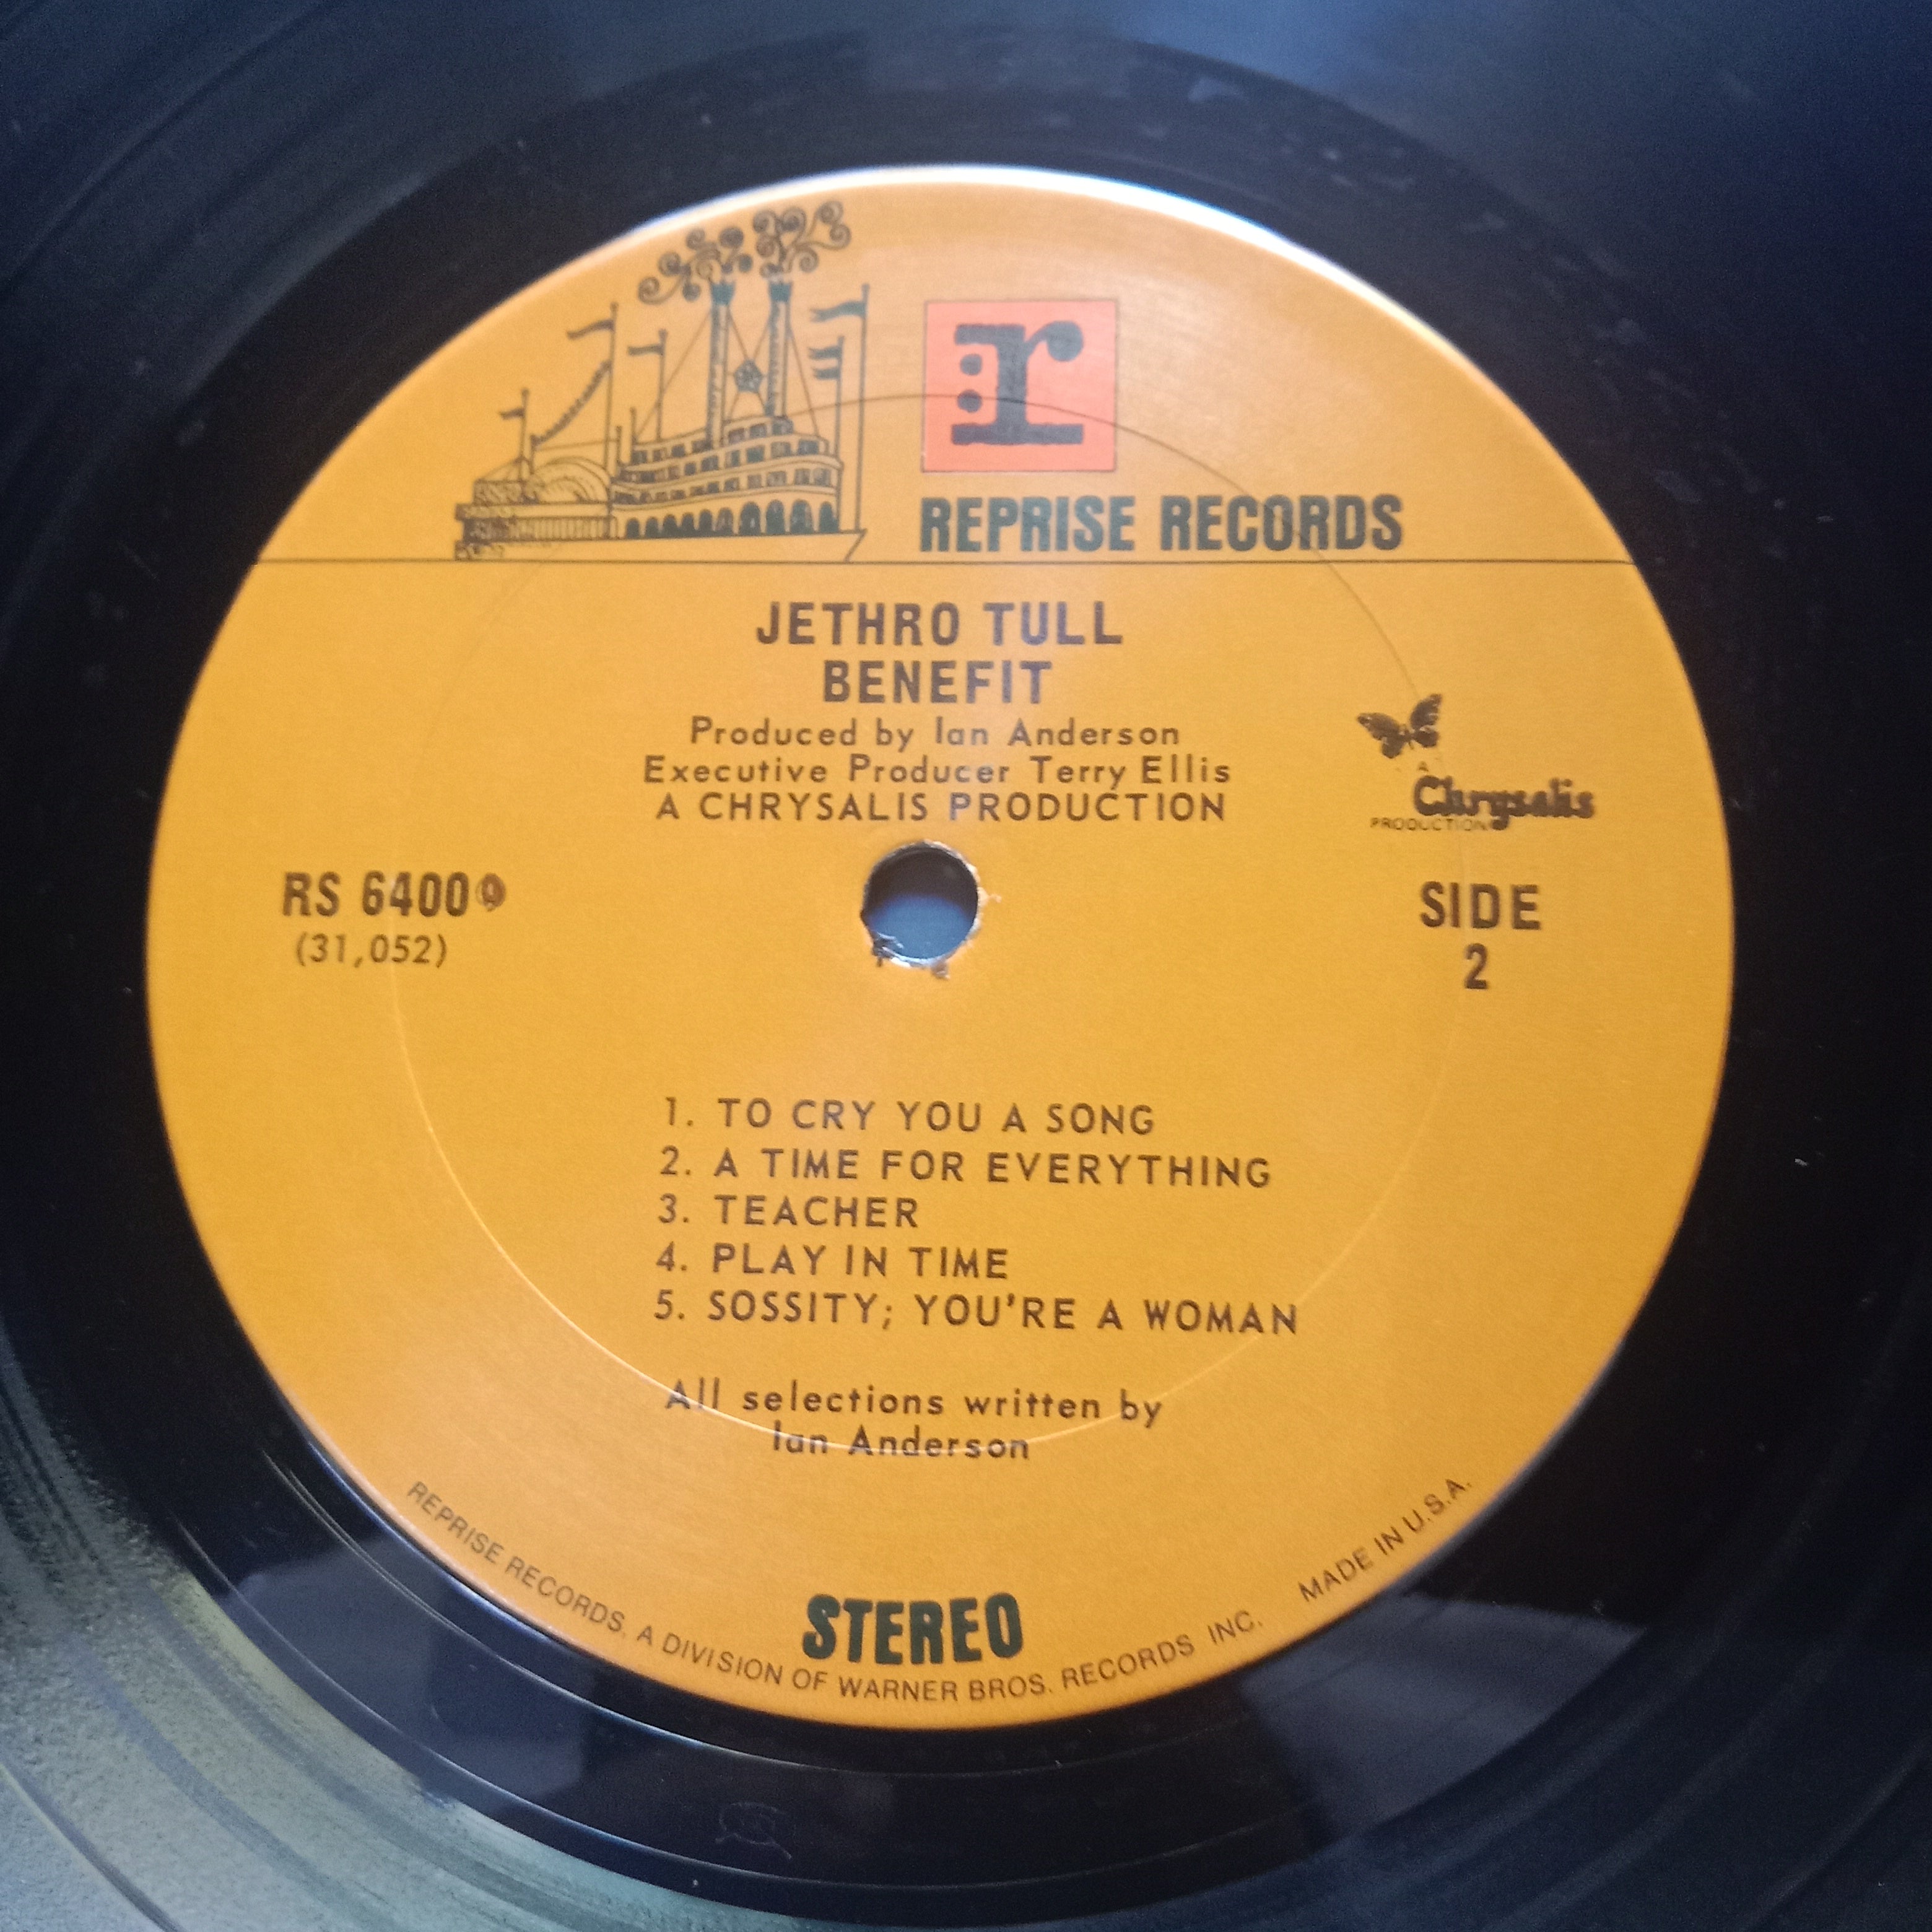 r:
REPRISE RECORDS
JETHRO TULL
BENEFIT
Produced by Ian Anderson
Executive Producer Terry Ellis
A CHRYSALIS PRODUCTION
A
Chrysalis
PRODUCTION
RS 6400
(31,052)
SIDE
2
1. TO CRY YOU A SONG
2. A TIME FOR EVERYTHING
3. TEACHER
4. PLAY IN TIME
5. SOSSITY; YOU'RE A WOMAN
All selections written by
Ian Anderson
STEREO
REPRISE RECORDS, A DIVISION OF WARNER BROS. RECORDS INC. MADE IN U.S.A.